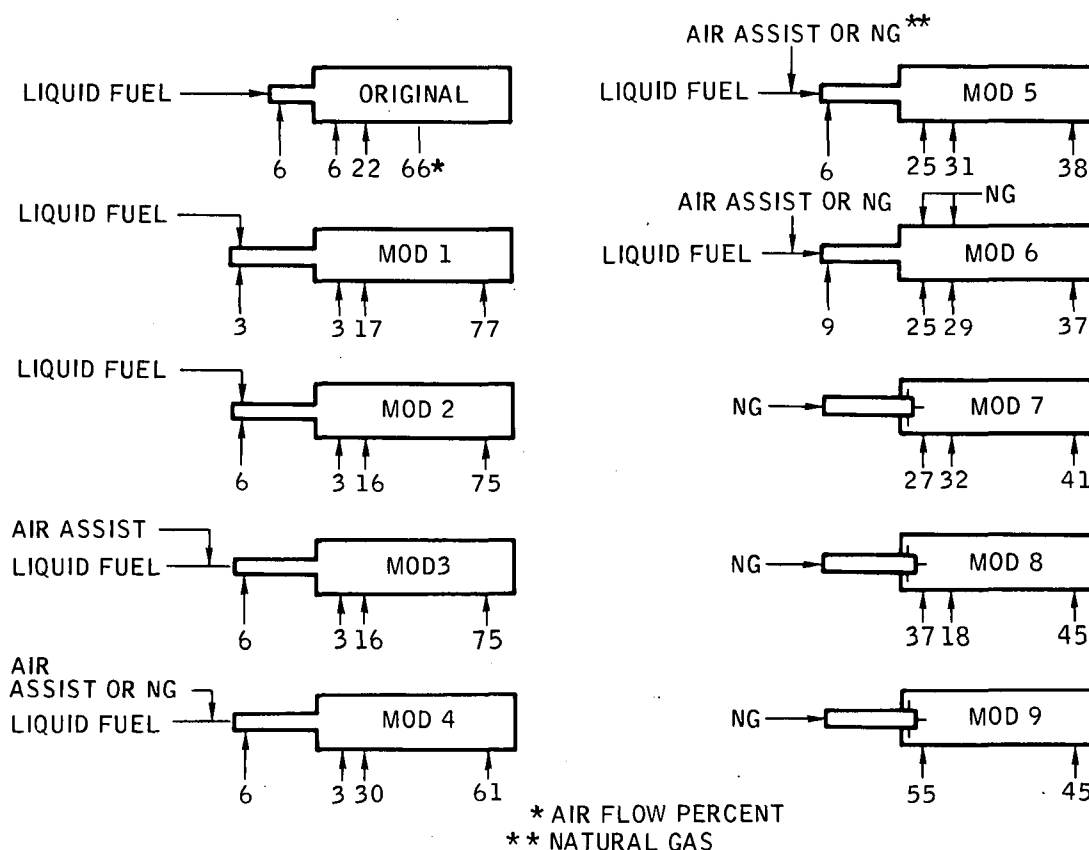 LIQUID FUEL
ORIGINAL
6 6 22 66*
LIQUID FUEL
MOD 1
3 3 17 77
LIQUID FUEL
MOD 2
6 3 16 75
AIR ASSIST
LIQUID FUEL
MOD3
6 3 16 75
AIR
ASSIST OR NG
LIQUID FUEL
MOD 4
6 3 30 61
AIR ASSIST OR NG**
LIQUID FUEL
MOD 5
6 25 31 38
AIR ASSIST OR NG
NG
LIQUID FUEL
MOD 6
9 25 29 37
NG
MOD 7
27 32 41
NG
MOD 8
37 18 45
NG
MOD 9
55 45
* AIR FLOW PERCENT
** NATURAL GAS